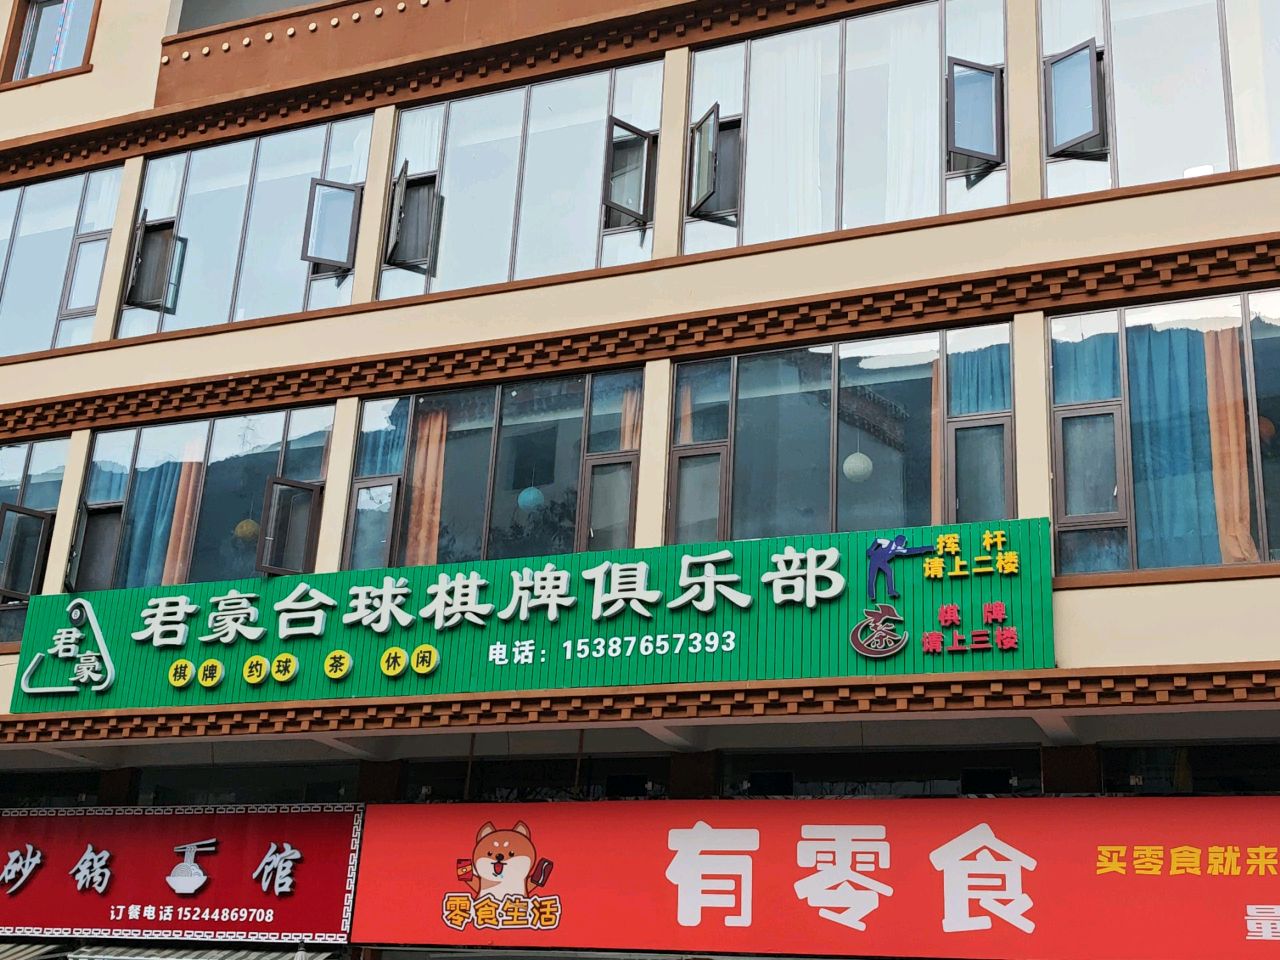 君豪
君豪台球棋牌俱乐部
棋牌 约球 茶 休闲
电话：15387657393
挥杆
请上二楼
茶
棋牌
请上三楼
砂锅 馆
订餐电话15244869708
零食生活
有零食
买零食就来
量